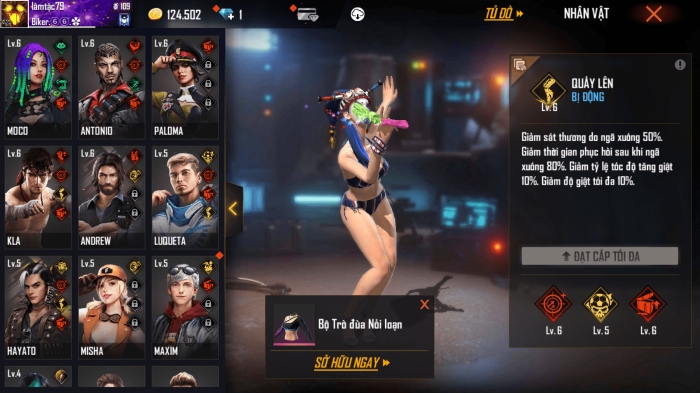 làmtặc79
109
Biker.66
124.502
1
TỦ ĐỒ
NHÂN VẬT
Lv.6
MOCO
Lv.6
ANTONIO
Lv.6
PALOMA
Lv.6
KLA
Lv.6
ANDREW
Lv.5
LUQUETA
Lv.5
HAYATO
Lv.5
MISHA
Lv.5
MAXIM
Lv.4
QUẨY LÊN
BỊ ĐỘNG
Lv.6
Giảm sát thương do ngã xuống 50%.
Giảm thời gian phục hồi sau khi ngã
xuống 80%. Giảm tỷ lệ tốc độ tăng giật
10%. Giảm độ giật tối đa 10%.
ĐẠT CẤP TỐI ĐA
Lv.6
Lv.5
Lv.6
Bộ Trò đùa Nổi loạn
SỞ HỮU NGAY